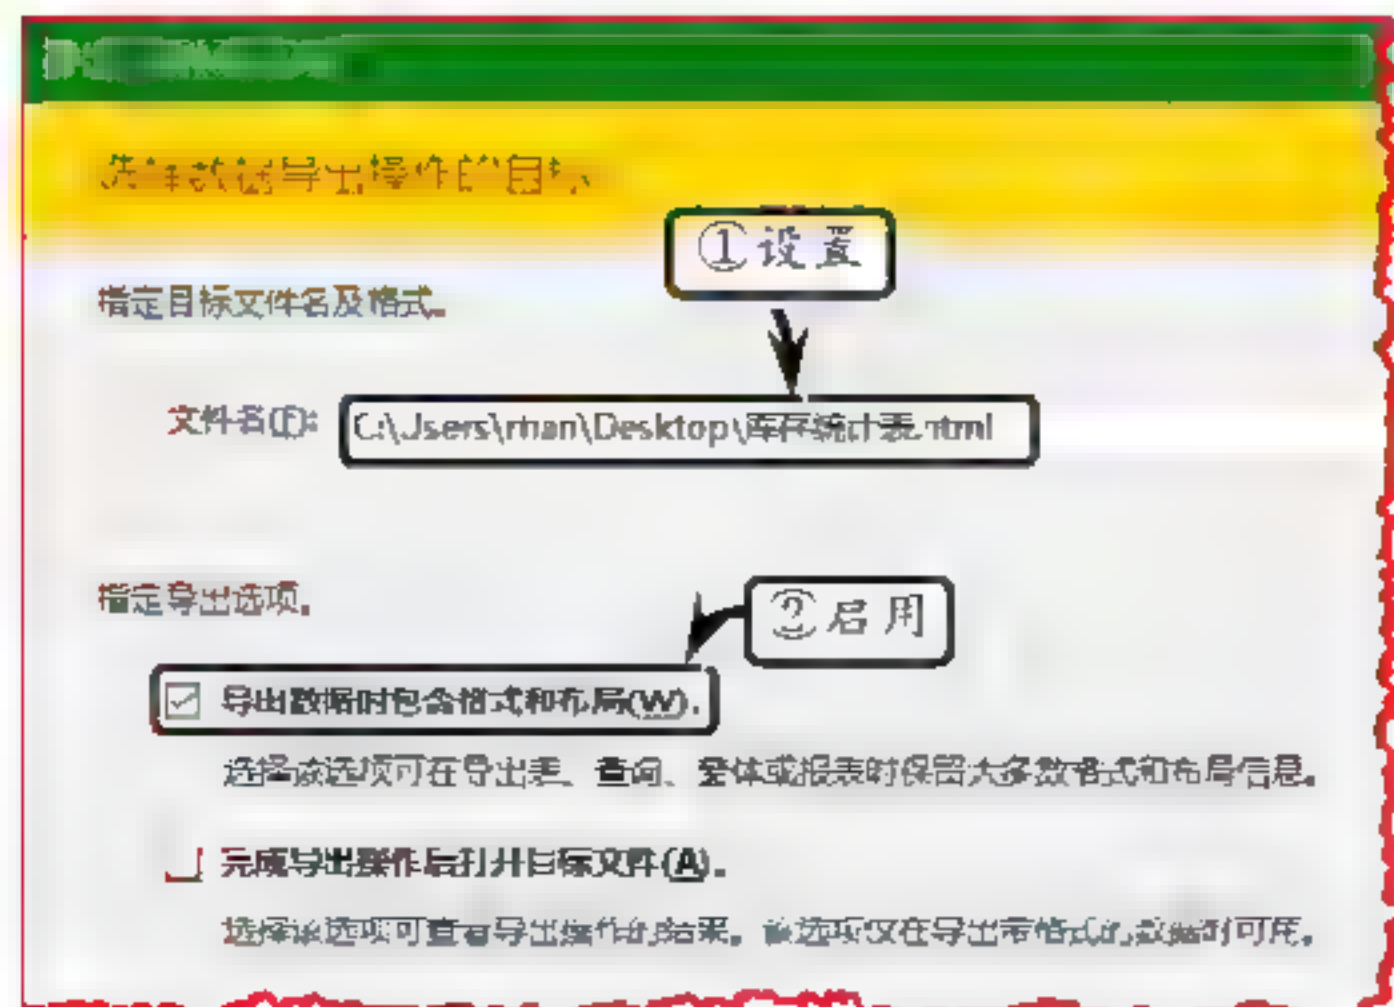 选择数据导出操作的目标
①设置
指定目标文件名及格式。
文件名(F): C:\Users\rhan\Desktop\库存统计表.html
指定导出选项。
②启用
导出数据时包含格式和布局(W).
选择该选项可在导出表、查询、窗体或报表时保留大多数格式和布局信息。
完成导出操作后打开目标文件(A).
选择该选项可查看导出操作的结果。该选项仅在导出带格式的数据时可用。